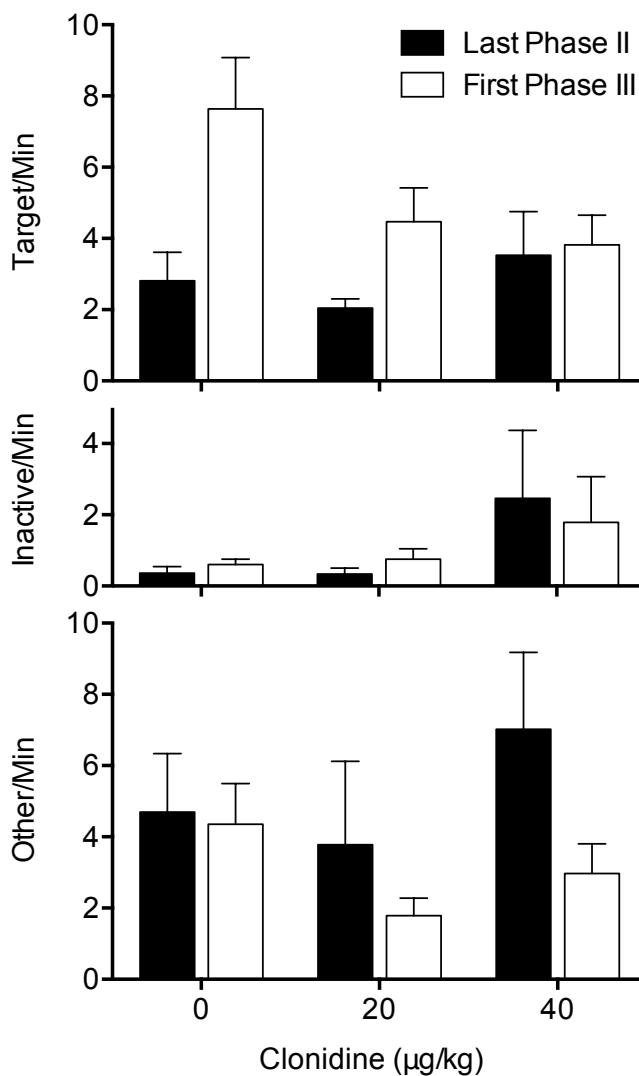 Last Phase II
First Phase III
Target/Min
10
8
6
4
2
0
Inactive/Min
4
2
0
Other/Min
10
8
6
4
2
0
0 20 40
Clonidine (µg/kg)